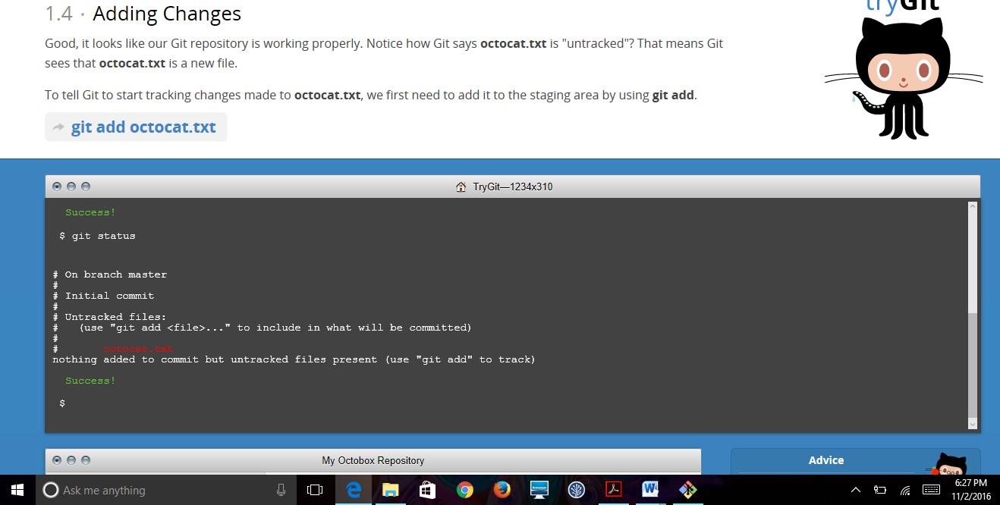 tryGit
1.4 · Adding Changes
Good, it looks like our Git repository is working properly. Notice how Git says octocat.txt is "untracked"? That means Git
sees that octocat.txt is a new file.
To tell Git to start tracking changes made to octocat.txt, we first need to add it to the staging area by using git add.
git add octocat.txt
TryGit—1234x310
Success!
$ git status
# On branch master
#
# Initial commit
#
# Untracked files:
#   (use "git add <file>..." to include in what will be committed)
#
#       octocat.txt
nothing added to commit but untracked files present (use "git add" to track)
Success!
$
My Octobox Repository
Advice
Ask me anything
6:27 PM
11/2/2016